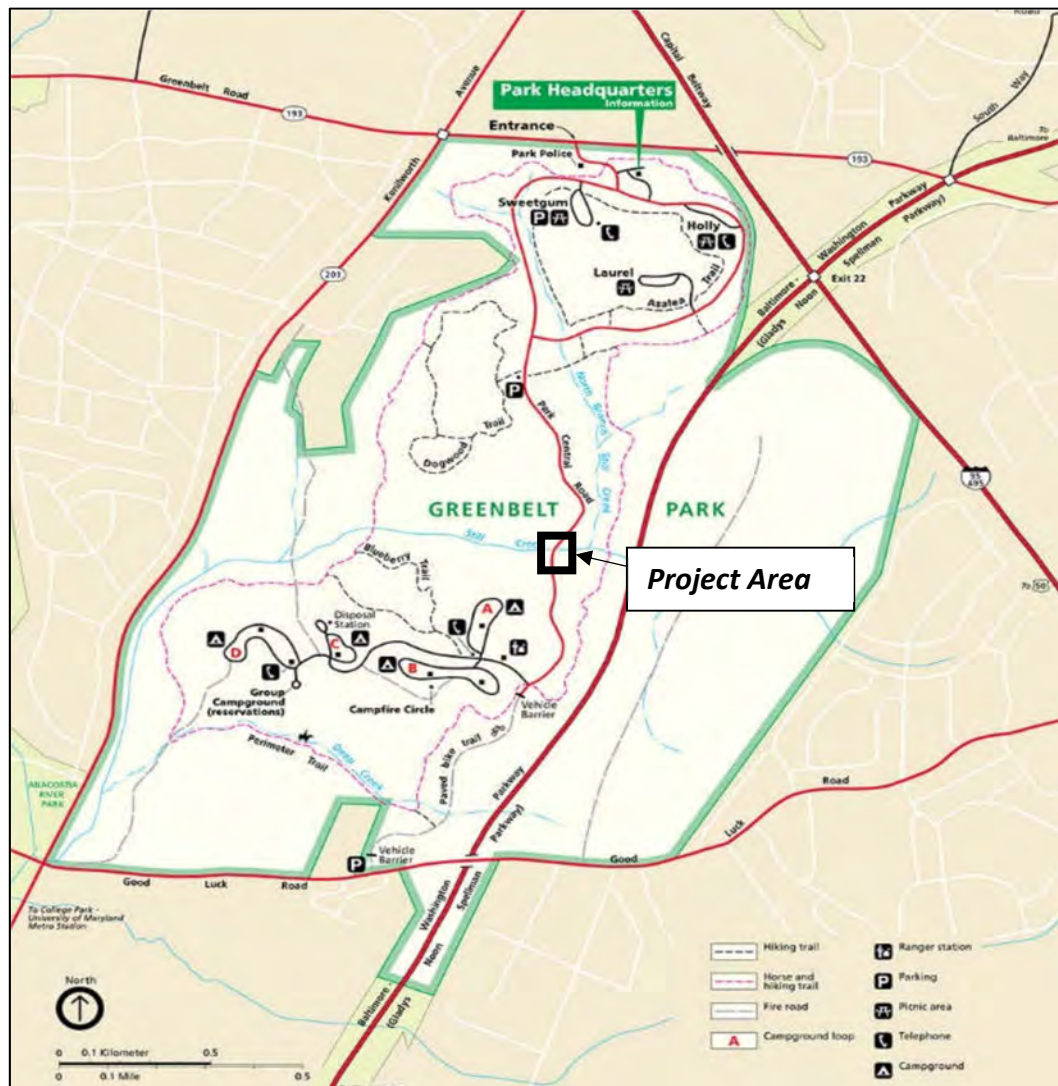 Greenbelt Road
193
Kenilworth
Avenue
201
Capital
Beltway
South Way
To
Baltimore
193
Park Headquarters
Information
Entrance
Park Police
Sweetgum
P
Holly
Laurel
Azalea
Trail
Baltimore - Washington Parkway
(Gladys Noon Spellman Parkway)
Exit 22
P
Dogwood Trail
Park Central Road
North Branch Still Creek
GREENBELT PARK
Still Creek
Project Area
95
495
To 50
Blueberry
Trail
Disposal
Station
A
B
C
D
Group
Campground
(reservations)
Campfire Circle
Vehicle
Barrier
Perimeter Trail
Deep Creek
Paved bike trail
ANACOSTIA
RIVER
PARK
P
Vehicle
Barrier
Good Luck Road
Good Luck Road
To College Park -
University of Maryland
Metro Station
Baltimore - Washington Parkway
(Gladys Noon Spellman Parkway)
North
0 0.1 Kilometer 0.5
0 0.1 Mile 0.5
Hiking trail
Horse and
hiking trail
Fire road
A Campground loop
Ranger station
P Parking
Picnic area
Telephone
Campground